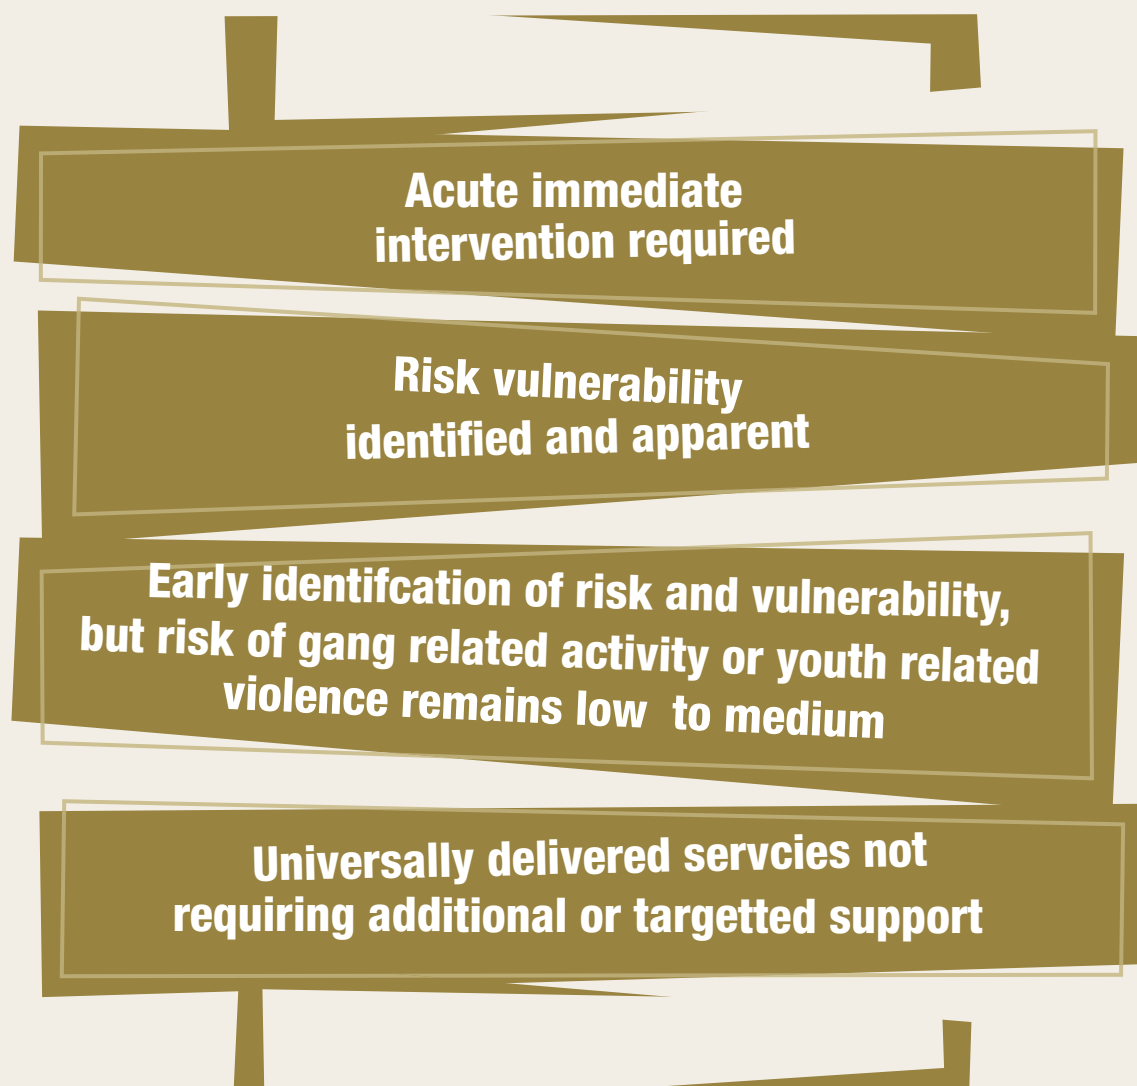 Acute immediate
intervention required
Risk vulnerability
identified and apparent
Early identifcation of risk and vulnerability,
but risk of gang related activity or youth related
violence remains low to medium
Universally delivered servcies not
requiring additional or targetted support